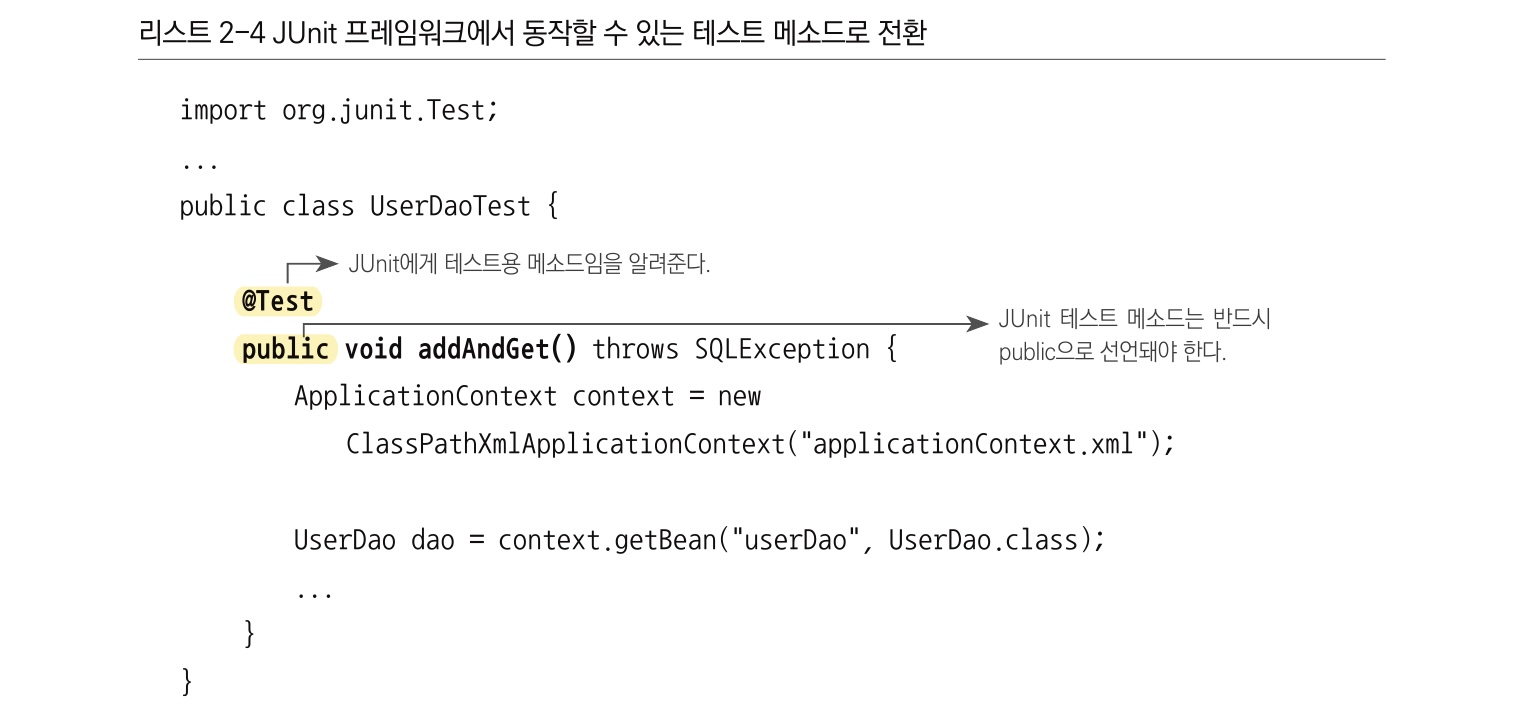 리스트 2-4 JUnit 프레임워크에서 동작할 수 있는 테스트 메소드로 전환
import org.junit.Test;
...
public class UserDaoTest {
JUnit에게 테스트용 메소드임을 알려준다.
@Test
public void addAndGet() throws SQLException {
JUnit 테스트 메소드는 반드시
public으로 선언돼야 한다.
ApplicationContext context = new
ClassPathXmlApplicationContext("applicationContext.xml");
UserDao dao = context.getBean("userDao", UserDao.class);
...
}
}